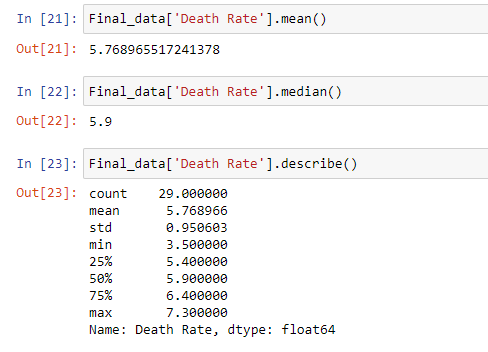 In [21]: Final_data['Death Rate'].mean()
Out[21]: 5.768965517241378
In [22]: Final_data['Death Rate'].median()
Out[22]: 5.9
In [23]: Final_data['Death Rate'].describe()
Out[23]: count    29.000000
mean      5.768966
std       0.950603
min       3.500000
25%       5.400000
50%       5.900000
75%       6.400000
max       7.300000
Name: Death Rate, dtype: float64